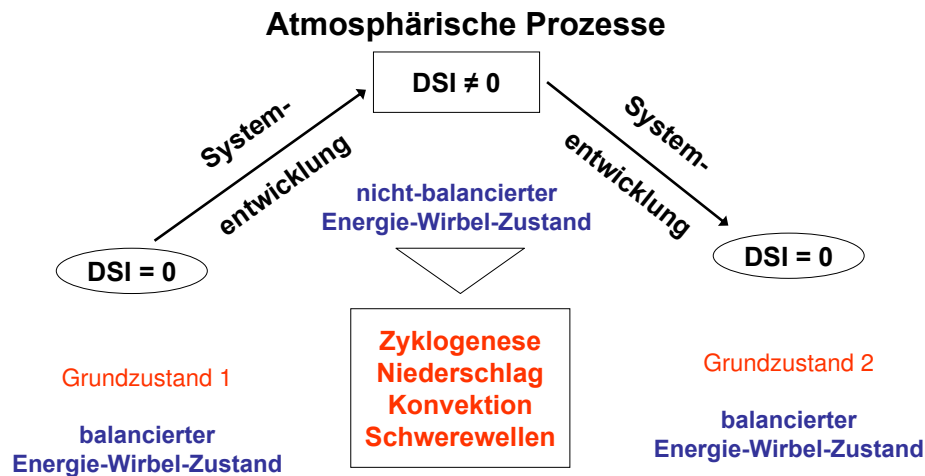 Atmosphärische Prozesse
DSI ≠ 0
System-
entwicklung
System-
entwicklung
nicht-balancierter
Energie-Wirbel-Zustand
DSI = 0
DSI = 0
Zyklogenese
Niederschlag
Konvektion
Schwerewellen
Grundzustand 1
balancierter
Energie-Wirbel-Zustand
Grundzustand 2
balancierter
Energie-Wirbel-Zustand